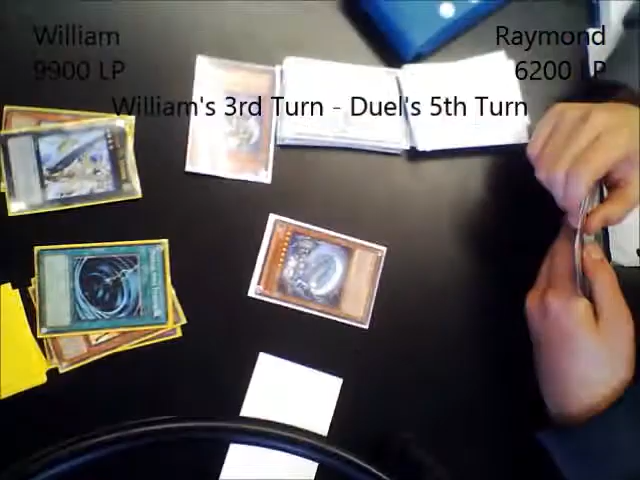 William
Raymond
9900 LP
6200 LP
William's 3rd Turn - Duel's 5th Turn